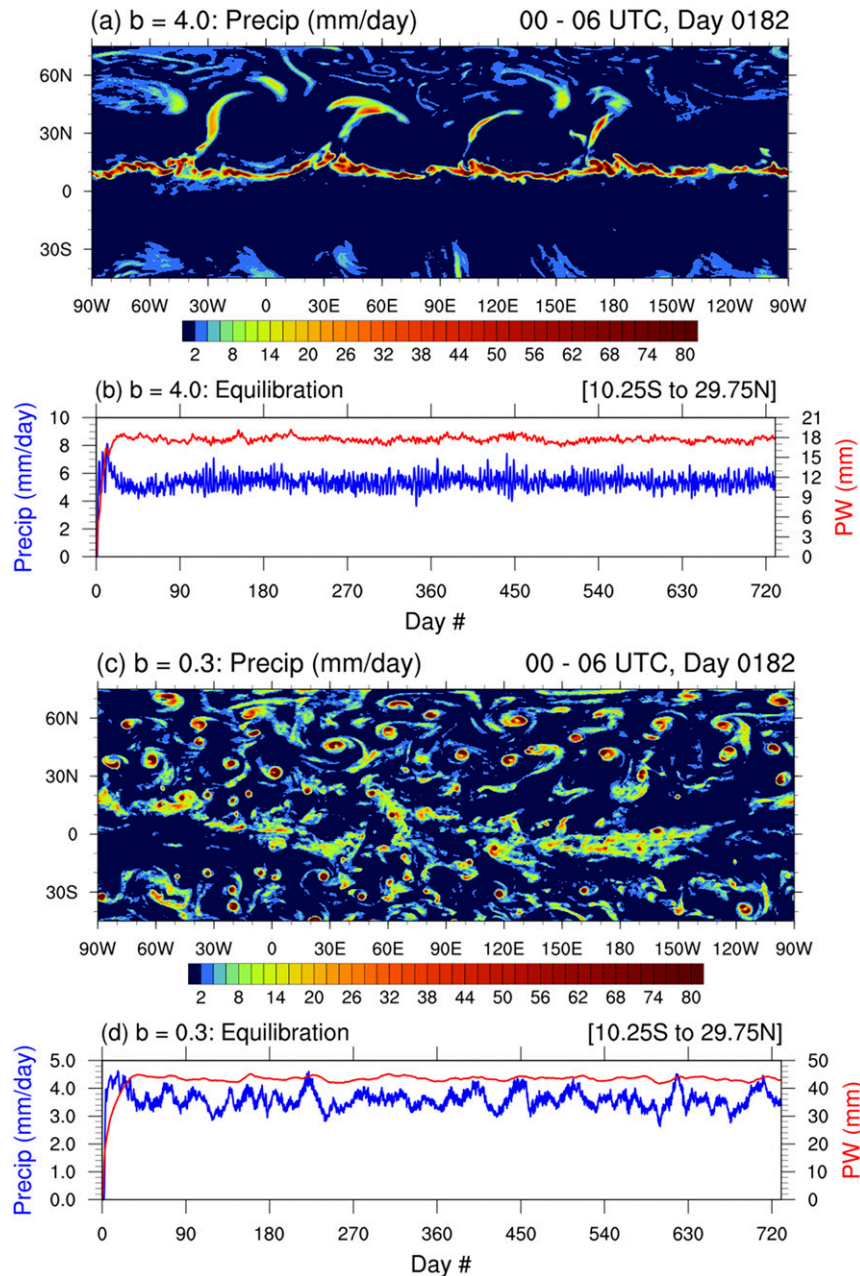 (a) b = 4.0: Precip (mm/day) 00 - 06 UTC, Day 0182
60N
30N
0
30S
90W 60W 30W 0 30E 60E 90E 120E 150E 180 150W 120W 90W
2 8 14 20 26 32 38 44 50 56 62 68 74 80
(b) b = 4.0: Equilibration [10.25S to 29.75N]
Precip (mm/day)
10
8
6
4
2
0
21
18
15
12
9
6
3
0
PW (mm)
0 90 180 270 360 450 540 630 720
Day #
(c) b = 0.3: Precip (mm/day) 00 - 06 UTC, Day 0182
60N
30N
0
30S
90W 60W 30W 0 30E 60E 90E 120E 150E 180 150W 120W 90W
2 8 14 20 26 32 38 44 50 56 62 68 74 80
(d) b = 0.3: Equilibration [10.25S to 29.75N]
Precip (mm/day)
5.0
4.0
3.0
2.0
1.0
0.0
50
40
30
20
10
0
PW (mm)
0 90 180 270 360 450 540 630 720
Day #